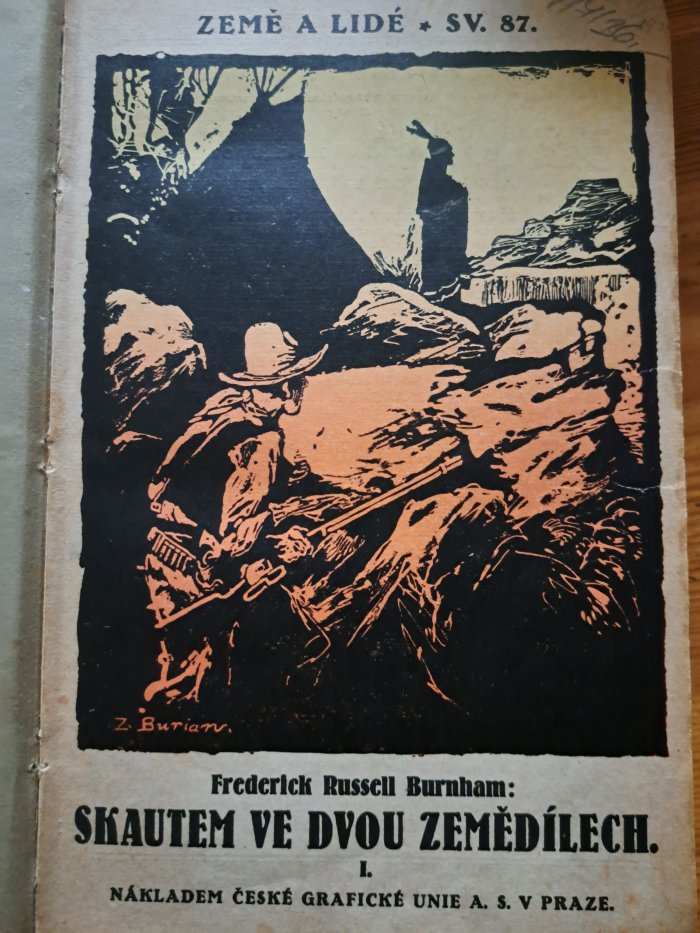 ZEMĚ A LIDÉ * SV. 87.
Z. Burian.
Frederick Russell Burnham:
SKAUTEM VE DVOU ZEMĚDÍLECH.
I.
NÁKLADEM ČESKÉ GRAFICKÉ UNIE A. S. V PRAZE.